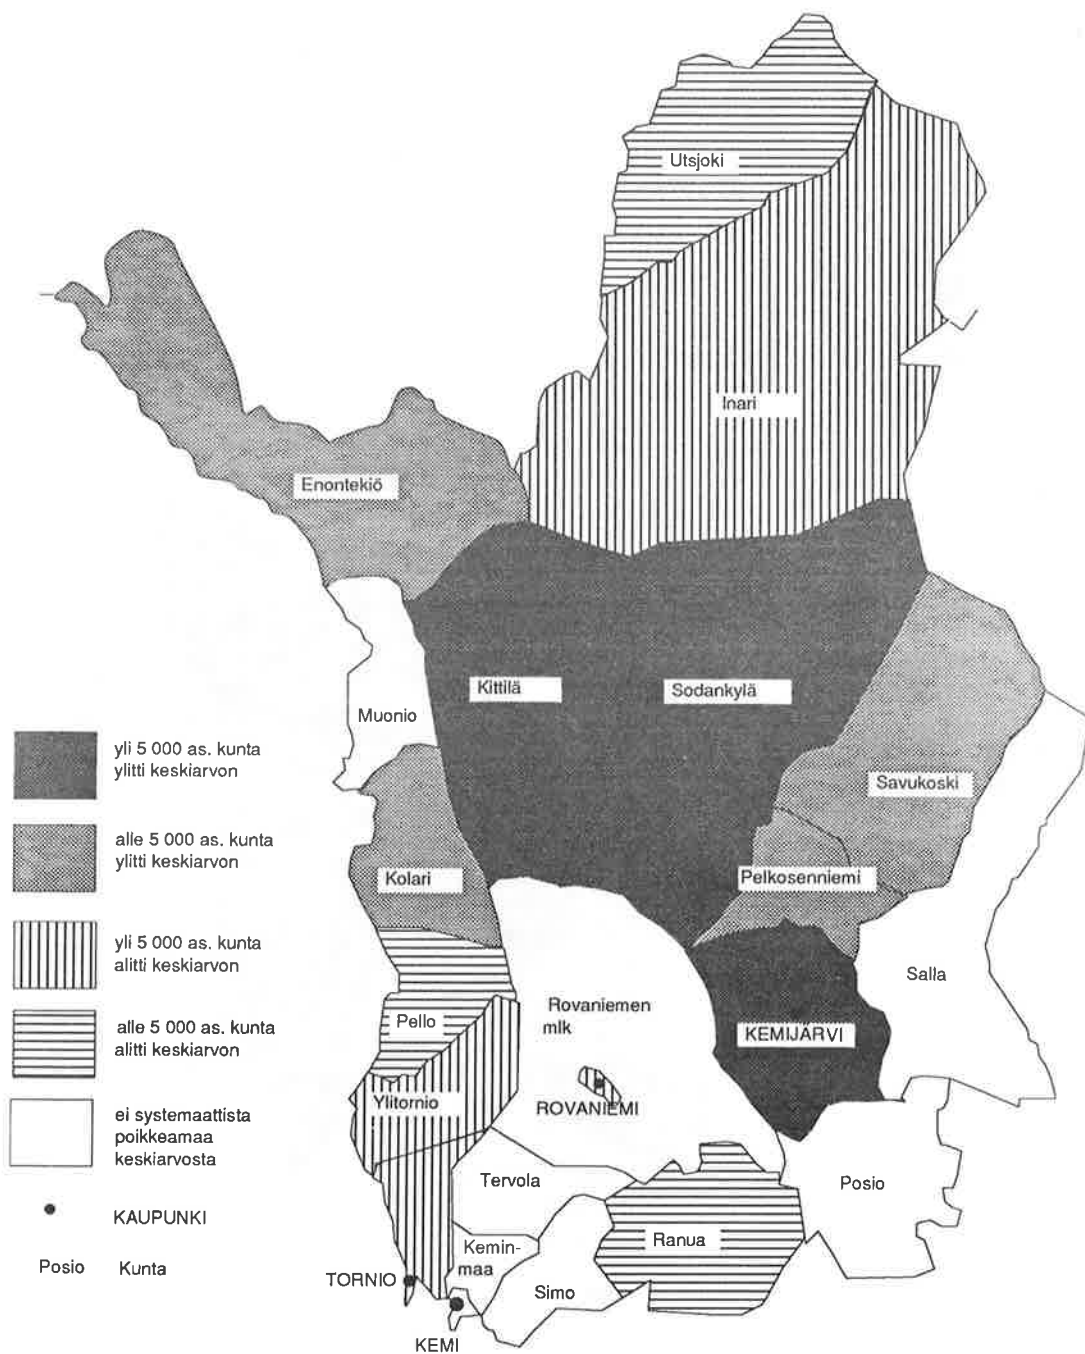 Utsjoki
Inari
Enontekiö
Kittilä
Sodankylä
Muonio
Savukoski
Kolari
Pelkosenniemi
Salla
Rovaniemen
mlk
Pello
KEMIJÄRVI
Ylitornio
ROVANIEMI
Tervola
Posio
Ranua
Kemin-
maa
TORNIO
Simo
KEMI
yli 5 000 as. kunta
ylitti keskiarvon
alle 5 000 as. kunta
ylitti keskiarvon
yli 5 000 as. kunta
alitti keskiarvon
alle 5 000 as. kunta
alitti keskiarvon
ei systemaattista
poikkeamaa
keskiarvosta
KAUPUNKI
Posio Kunta